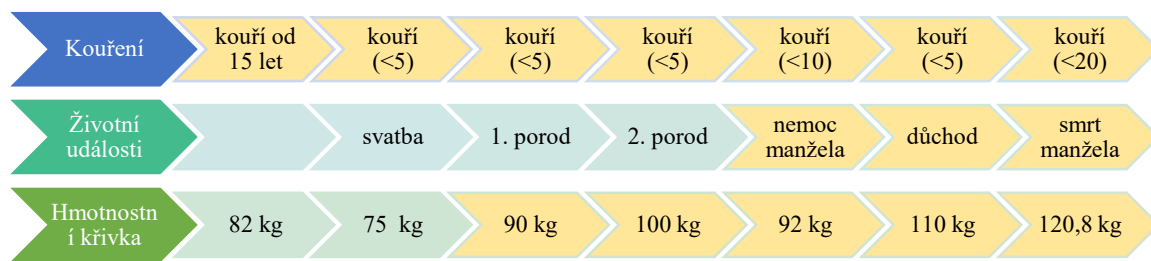 Kouření
kouří od
15 let
kouří
(<5)
kouří
(<5)
kouří
(<5)
kouří
(<10)
kouří
(<5)
kouří
(<20)
Životní
události
svatba
1. porod
2. porod
nemoc
manžela
důchod
smrt
manžela
Hmotnostn
í křivka
82 kg
75 kg
90 kg
100 kg
92 kg
110 kg
120,8 kg